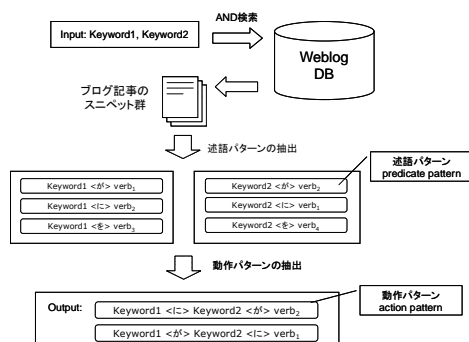 AND検索
Input: Keyword1, Keyword2
Weblog
DB
ブログ記事の
スニペット群
述語パターンの抽出
述語パターン
predicate pattern
Keyword1 <が> verb1
Keyword1 <に> verb2
Keyword1 <を> verb3
Keyword2 <が> verb2
Keyword2 <に> verb1
Keyword2 <を> verb4
動作パターンの抽出
動作パターン
action pattern
Output:
Keyword1 <に> Keyword2 <が> verb2
Keyword1 <が> Keyword2 <に> verb1